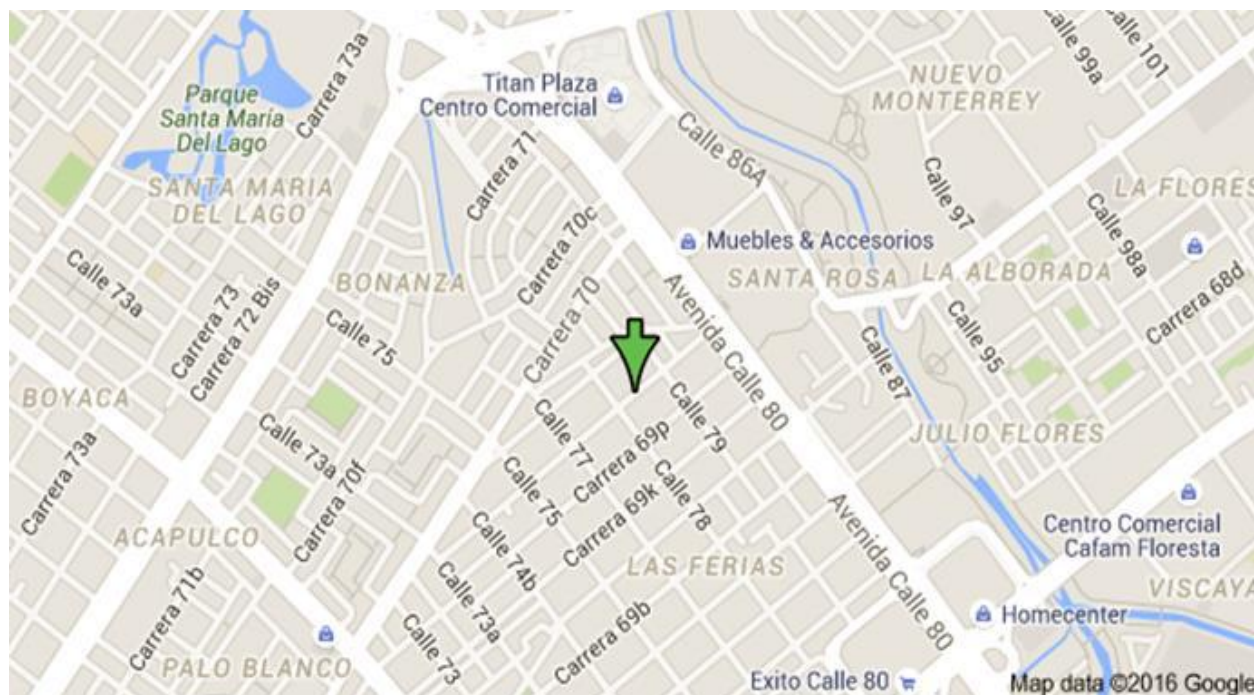 Carrera 73a
Calle 99a
Calle 101
Titan Plaza
Centro Comercial
NUEVO
MONTERREY
Parque
Santa María
Del Lago
Carrera 71
Calle 86A
SANTA MARIA
DEL LAGO
Calle 97
LA FLORES
Carrera 70c
Calle 98a
Muebles & Accesorios
SANTA ROSA
LA ALBORADA
Calle 73a
BONANZA
Carrera 73
Carrera 72 Bis
Calle 75
Carrera 70
Avenida Calle 80
Calle 87
Calle 95
Carrera 68d
BOYACA
Calle 73a
Calle 77
Calle 79
JULIO FLORES
Carrera 73a
Carrera 70f
Calle 75
Carrera 69p
Carrera 69k
Calle 78
Avenida Calle 80
Centro Comercial
Cafam Floresta
ACAPULCO
Calle 74b
LAS FERIAS
VISCAYA
Carrera 71b
Calle 73a
Calle 73
Carrera 69b
Homecenter
PALO BLANCO
Exito Calle 80
Map data ©2016 Google